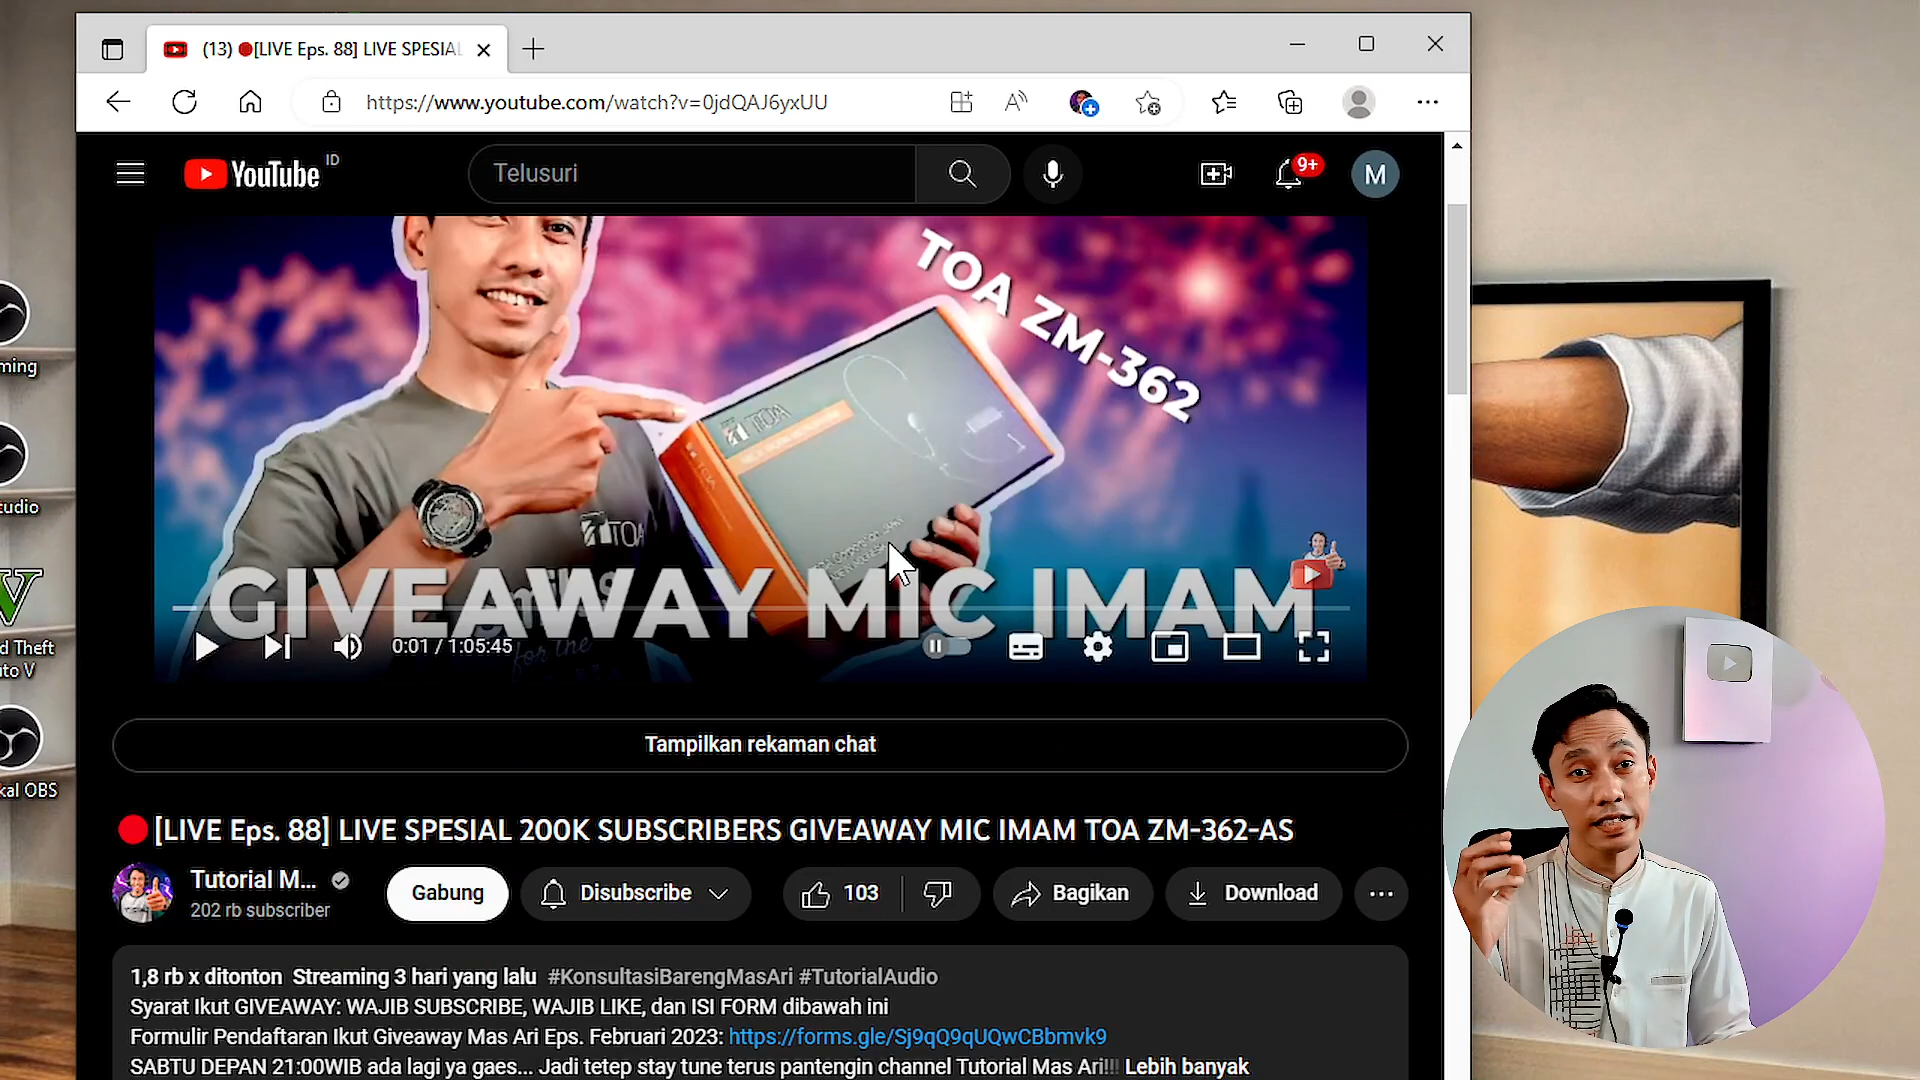 (13) [LIVE Eps. 88] LIVE SPESIAL
https://www.youtube.com/watch?v=0jdQAJ6yxUU
YouTube ID
Telusuri
9+
M
TOA ZM-362
TOA
TOA
GIVEAWAY MIC IMAM
for the
0:01 / 1:05:45
Tampilkan rekaman chat
[LIVE Eps. 88] LIVE SPESIAL 200K SUBSCRIBERS GIVEAWAY MIC IMAM TOA ZM-362-AS
Tutorial M...
202 rb subscriber
Gabung
Disubscribe
103
Bagikan
Download
1,8 rb x ditonton Streaming 3 hari yang lalu #KonsultasiBarengMasAri #TutorialAudio
Syarat Ikut GIVEAWAY: WAJIB SUBSCRIBE, WAJIB LIKE, dan ISI FORM dibawah ini
Formulir Pendaftaran Ikut Giveaway Mas Ari Eps. Februari 2023: https://forms.gle/Sj9qQ9qUQwCBbmvk9
SABTU DEPAN 21:00WIB ada lagi ya gaes... Jadi tetep stay tune terus pantengin channel Tutorial Mas Ari!!! Lebih banyak
ming
tudio
d Theft
uto V
kal OBS